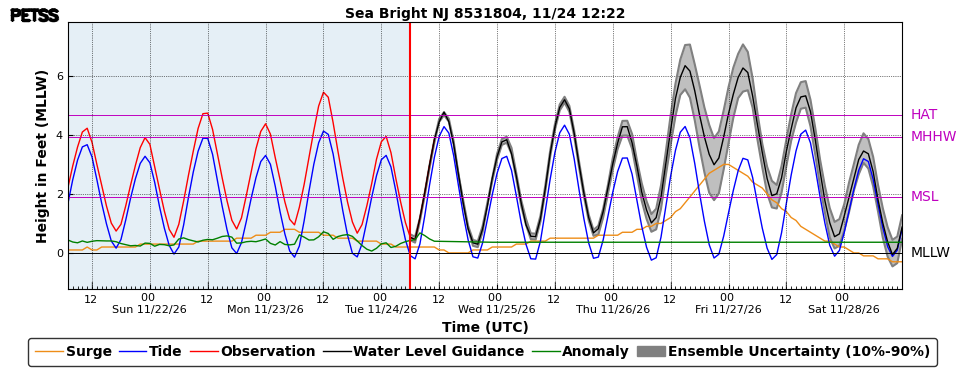 PETSS
Sea Bright NJ 8531804, 11/24 12:22
Height in Feet (MLLW)
6
4
2
0
HAT
MHHW
MSL
MLLW
12 00 12 00 12 00 12 00 12 00 12 00 12 00
Sun 11/22/26 Mon 11/23/26 Tue 11/24/26 Wed 11/25/26 Thu 11/26/26 Fri 11/27/26 Sat 11/28/26
Time (UTC)
Surge Tide Observation Water Level Guidance Anomaly Ensemble Uncertainty (10%-90%)